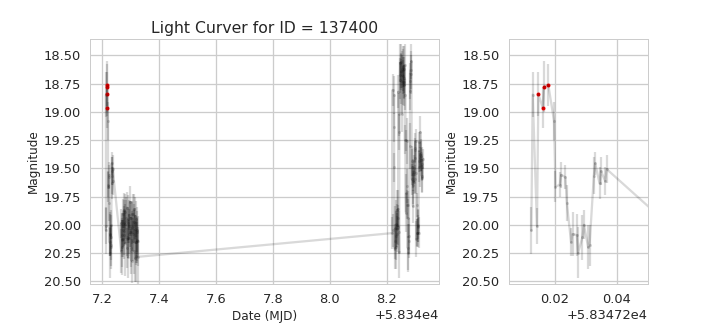 Light Curver for ID = 137400
Magnitude
18.50
18.75
19.00
19.25
19.50
19.75
20.00
20.25
20.50
7.2 7.4 7.6 7.8 8.0 8.2
Date (MJD)
+5.834e4
Magnitude
18.50
18.75
19.00
19.25
19.50
19.75
20.00
20.25
20.50
0.02 0.04
+5.83472e4